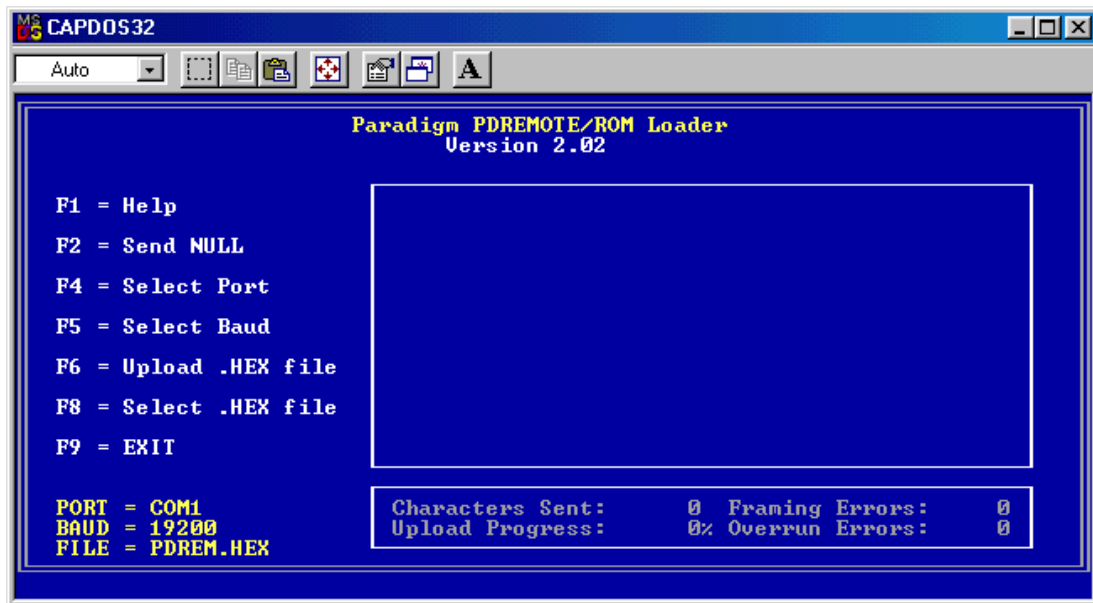 MS DOS CAPDOS32
Auto A
Paradigm PDREMOTE/ROM Loader
Version 2.02
F1 = Help
F2 = Send NULL
F4 = Select Port
F5 = Select Baud
F6 = Upload .HEX file
F8 = Select .HEX file
F9 = EXIT
PORT = COM1
BAUD = 19200
FILE = PDREM.HEX
Characters Sent: 0 Framing Errors: 0
Upload Progress: 0% Overrun Errors: 0